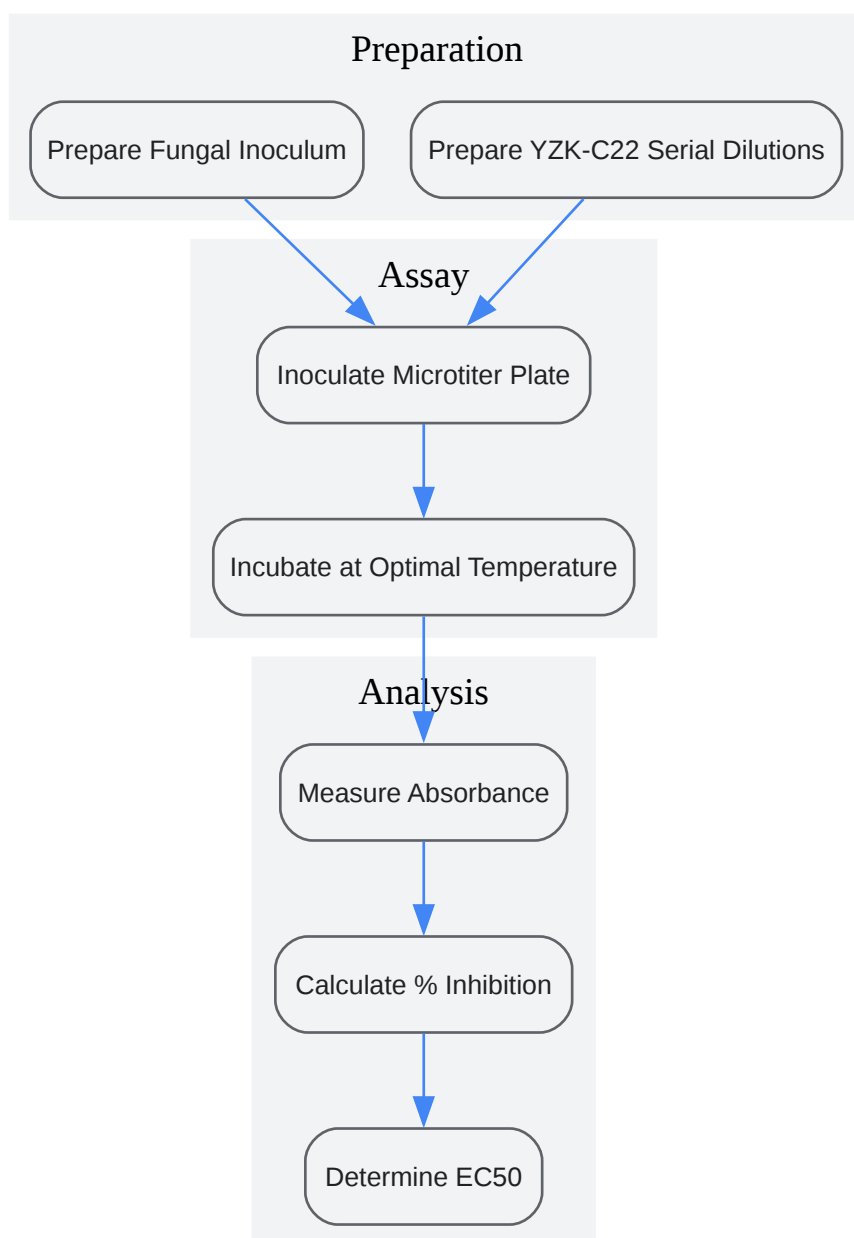 Preparation
Prepare Fungal Inoculum
Prepare YZK-C22 Serial Dilutions
Assay
Inoculate Microtiter Plate
Incubate at Optimal Temperature
Analysis
Measure Absorbance
Calculate % Inhibition
Determine EC50